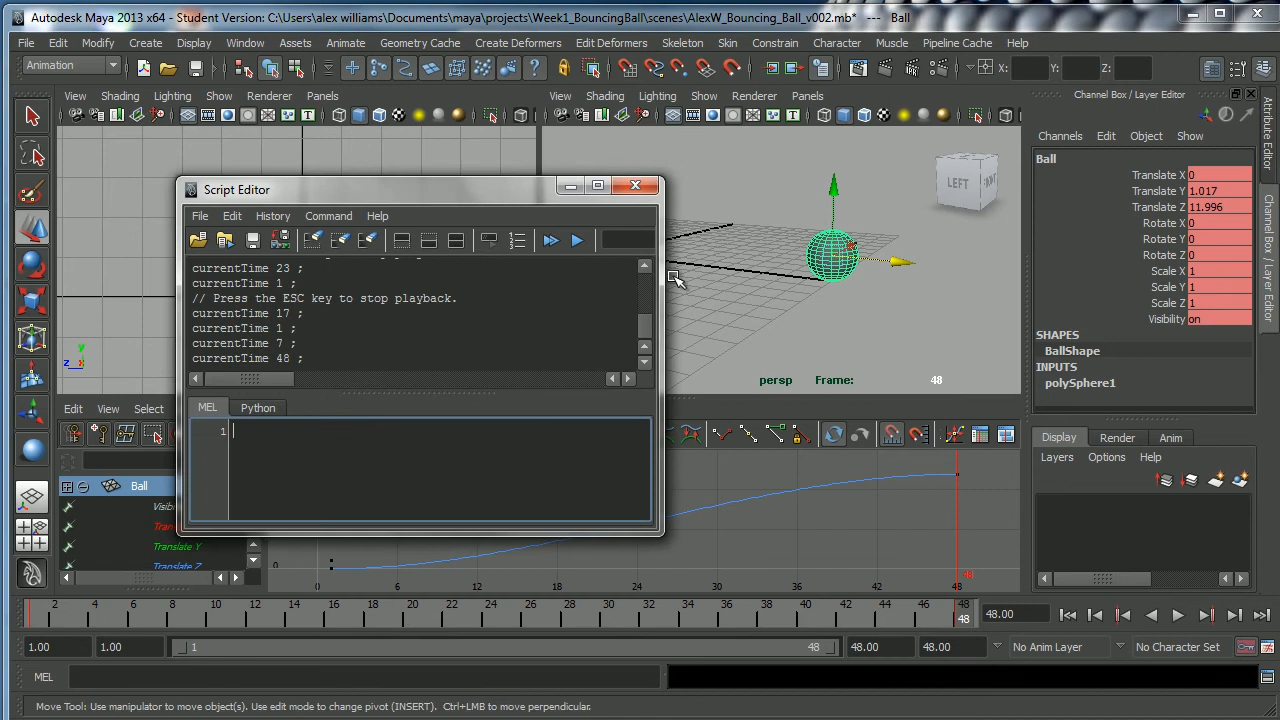 Autodesk Maya 2013 x64 - Student Version: C:\Users\alex williams\Documents\maya\projects\Week1_BouncingBall\scenes\AlexW_Bouncing_Ball_v002.mb* --- Ball
File Edit Modify Create Display Window Assets Animate Geometry Cache Create Deformers Edit Deformers Skeleton Skin Constrain Character Muscle Pipeline Cache Help
Animation X: Y: Z:
View Shading Lighting Show Renderer Panels View Shading Lighting Show Renderer Panels
Channel Box / Layer Editor
Attribute Editor
Channel Box / Layer Editor
Channels Edit Object Show
Ball
Translate X 0
Translate Y 1.017
Translate Z 11.996
Rotate X 0
Rotate Y 0
Rotate Z 0
Scale X 1
Scale Y 1
Scale Z 1
Visibility on
SHAPES
BallShape
INPUTS
polySphere1
LEFT
persp Frame: 48
y
z x
Script Editor
File Edit History Command Help
currentTime 23 ;
currentTime 1 ;
// Press the ESC key to stop playback.
currentTime 17 ;
currentTime 1 ;
currentTime 7 ;
currentTime 48 ;
MEL Python
1
Edit View Select
Ball
Translate Y
Translate Z
0
0 6 12 18 24 30 36 42 48
48
Display Render Anim
Layers Options Help
2 4 6 8 10 12 14 16 18 20 22 24 26 28 30 32 34 36 38 40 42 44 46 48
48 48.00
1.00 1.00 1 48 48.00 48.00 No Anim Layer No Character Set
MEL
Move Tool: Use manipulator to move object(s). Use edit mode to change pivot (INSERT). Ctrl+LMB to move perpendicular.